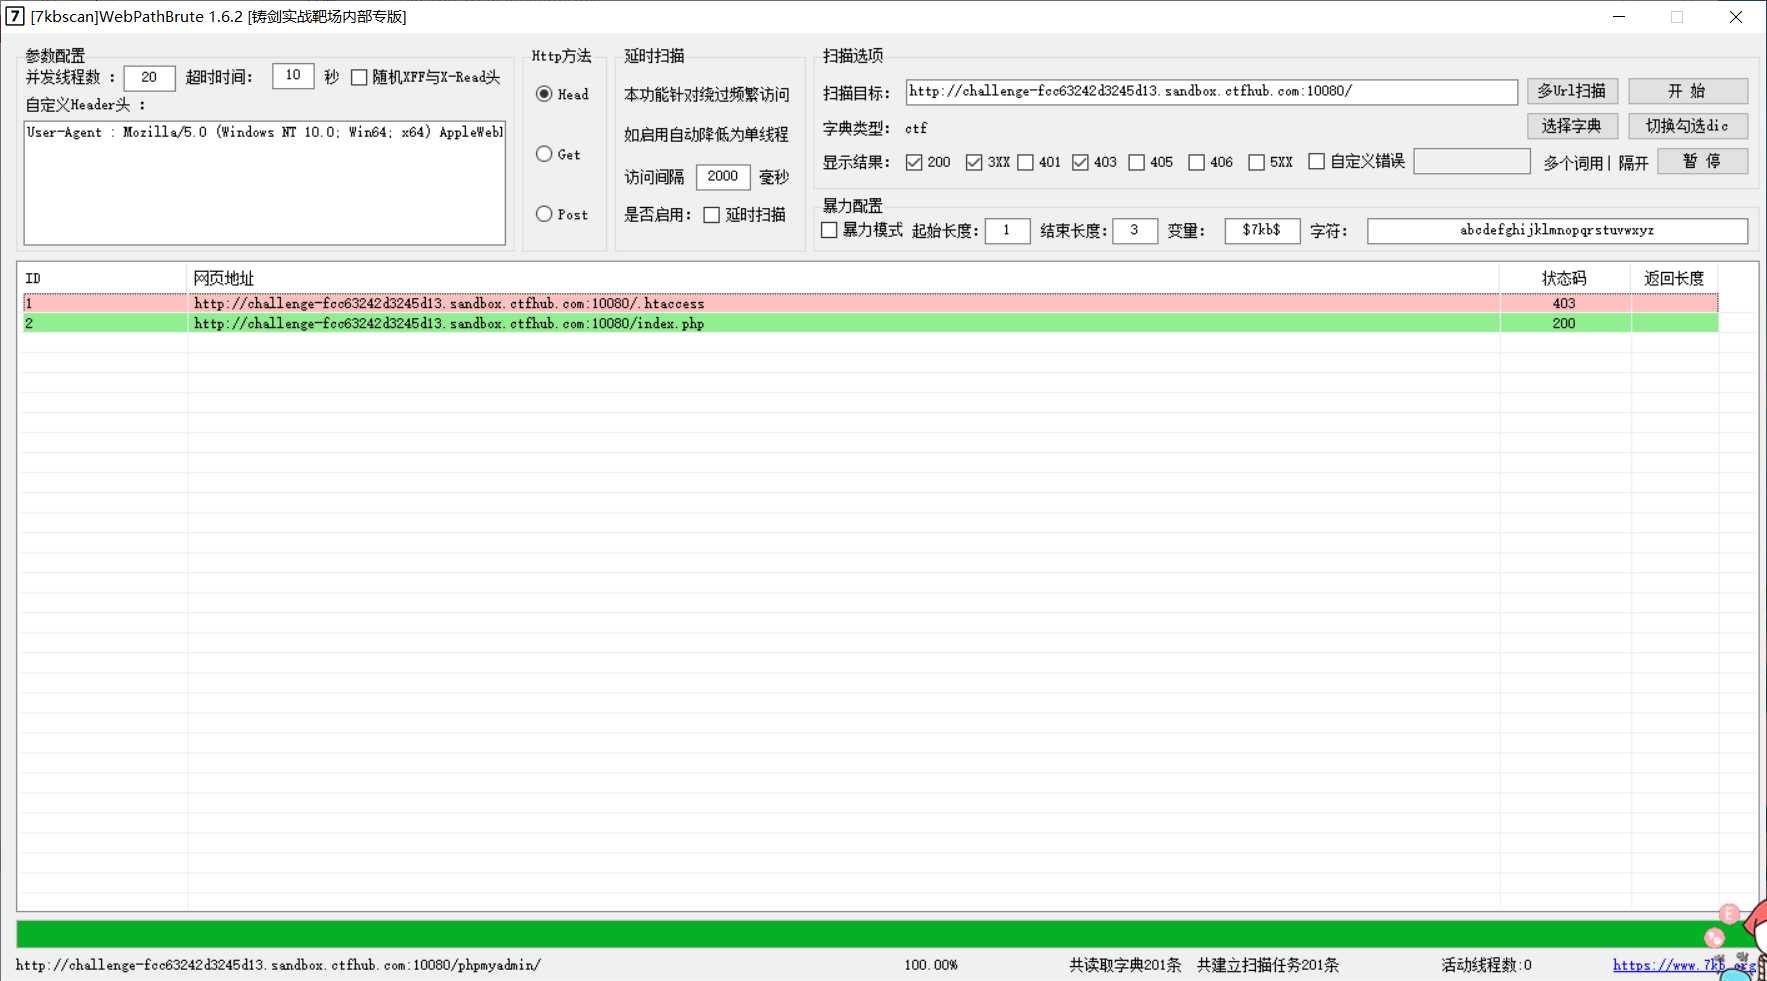 7 [7kbscan]WebPathBrute 1.6.2 [铸剑实战靶场内部专版]
参数配置
并发线程数 : 20 超时时间: 10 秒 随机XFF与X-Read头
自定义Header头 :
User-Agent : Mozilla/5.0 (Windows NT 10.0; Win64; x64) AppleWebl
Http方法
Head
Get
Post
延时扫描
本功能针对绕过频繁访问
如启用自动降低为单线程
访问间隔 2000 毫秒
是否启用: 延时扫描
扫描选项
扫描目标: http://challenge-fcc63242d3245d13.sandbox.ctfhub.com:10080/ 多Url扫描 开 始
字典类型: ctf 选择字典 切换勾选dic
显示结果: 200 3XX 401 403 405 406 5XX 自定义错误 多个词用| 隔开 暂 停
暴力配置
暴力模式 起始长度: 1 结束长度: 3 变量: $7kb$ 字符: abcdefghijklmnopqrstuvwxyz
ID 网页地址 状态码 返回长度
1 http://challenge-fcc63242d3245d13.sandbox.ctfhub.com:10080/.htaccess 403
2 http://challenge-fcc63242d3245d13.sandbox.ctfhub.com:10080/index.php 200
E
http://challenge-fcc63242d3245d13.sandbox.ctfhub.com:10080/phpmyadmin/ 100.00% 共读取字典201条 共建立扫描任务201条 活动线程数:0 https://www.7kb.org